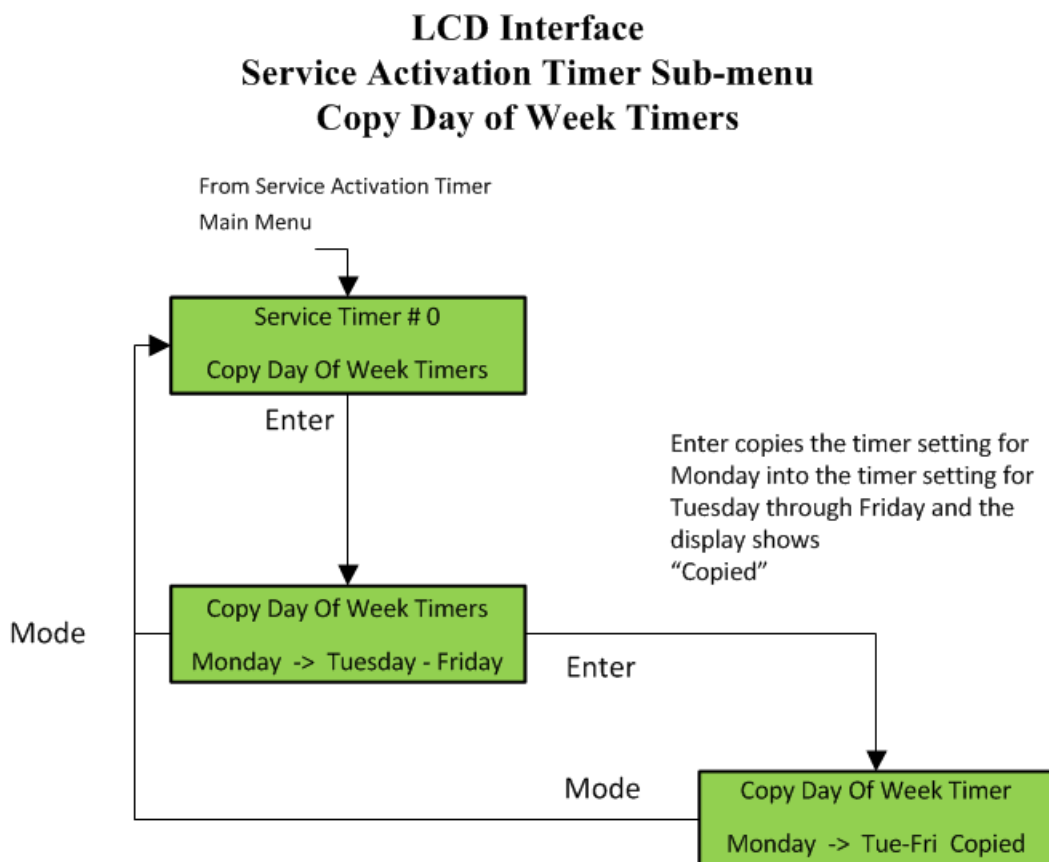 LCD Interface
Service Activation Timer Sub-menu
Copy Day of Week Timers
From Service Activation Timer
Main Menu
Service Timer # 0
Copy Day Of Week Timers
Enter
Enter copies the timer setting for
Monday into the timer setting for
Tuesday through Friday and the
display shows
“Copied”
Copy Day Of Week Timers
Monday -> Tuesday - Friday
Mode
Enter
Mode
Copy Day Of Week Timer
Monday -> Tue-Fri Copied